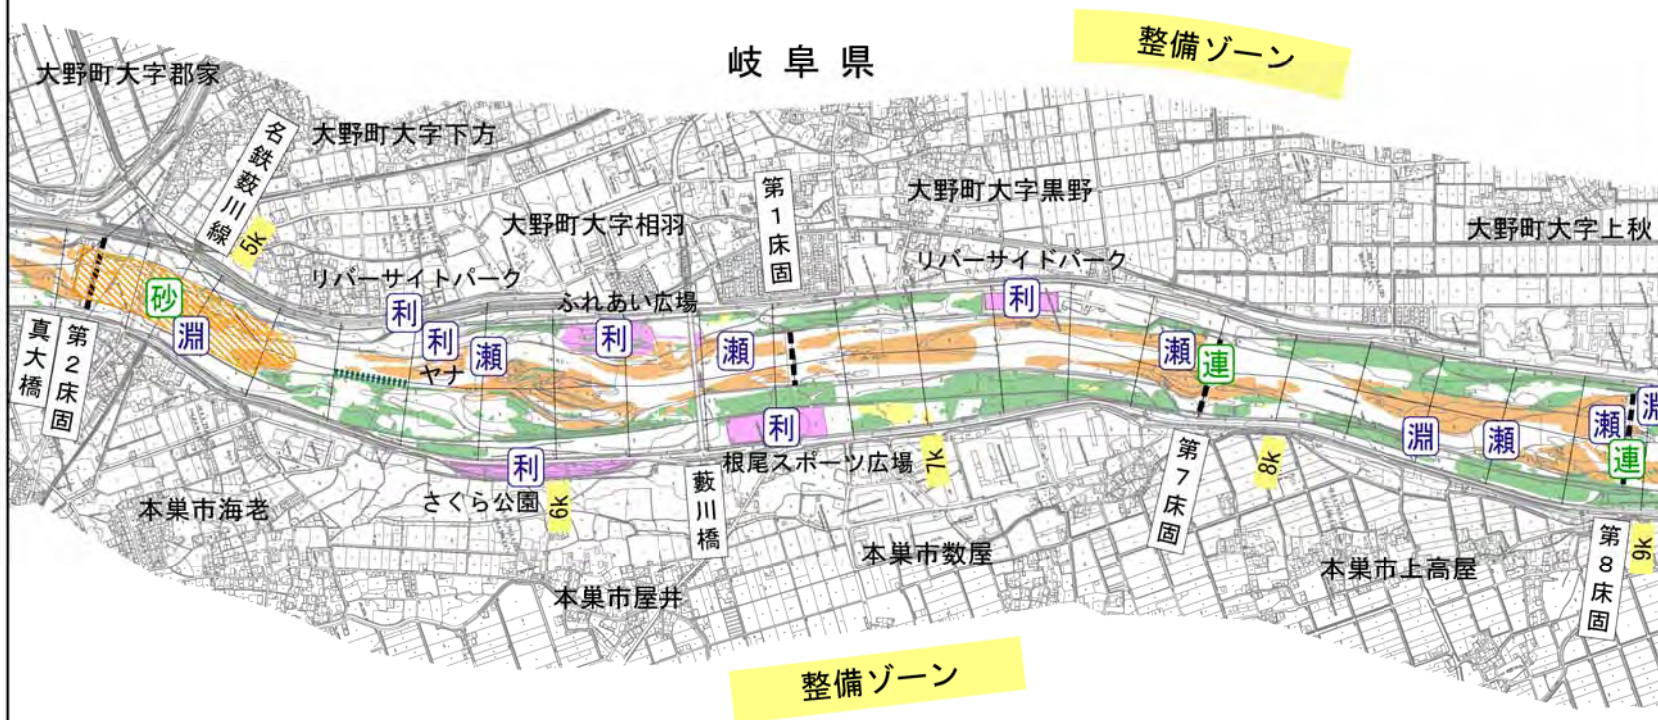 整備ゾーン
岐阜県
大野町大字郡家
大野町大字下方
名鉄薮川線
5k
大野町大字相羽
第1床固
大野町大字黒野
大野町大字上秋
リバーサイトパーク
ふれあい広場
リバーサイドパーク
砂
淵
利
利
瀬
ヤナ
利
瀬
利
瀬
連
淵
瀬
瀬
淵
連
真大橋
第2床固
利
さくら公園
6k
利
根尾スポーツ広場
7k
藪川橋
第7床固
8k
第8床固
9k
本巣市海老
本巣市屋井
本巣市数屋
本巣市上高屋
整備ゾーン